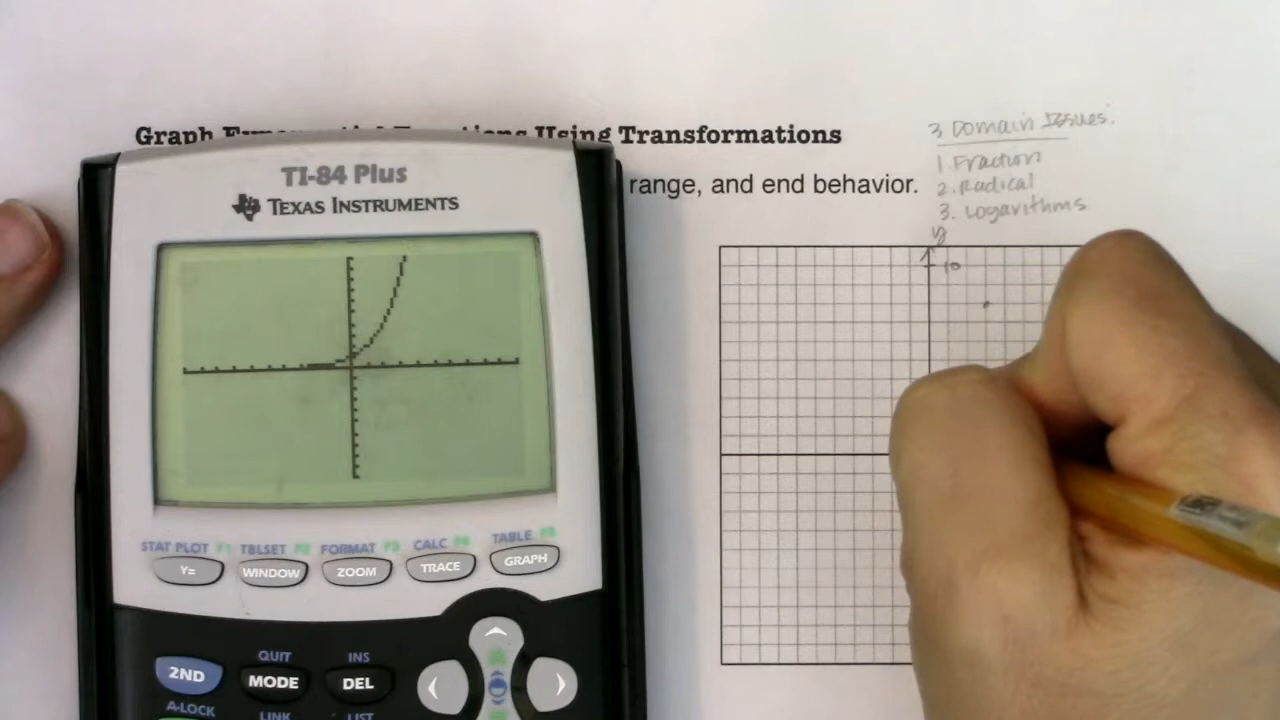 Graph Using Transformations
range, and end behavior.
3 Domain Issues:
1. Fraction
2. Radical
3. Logarithms
y
10
TI-84 Plus
TEXAS INSTRUMENTS
STAT PLOT F1 TBLSET F2 FORMAT F3 CALC F4 TABLE F5
Y= WINDOW ZOOM TRACE GRAPH
QUIT INS
2ND MODE DEL
A-LOCK LINK LIST